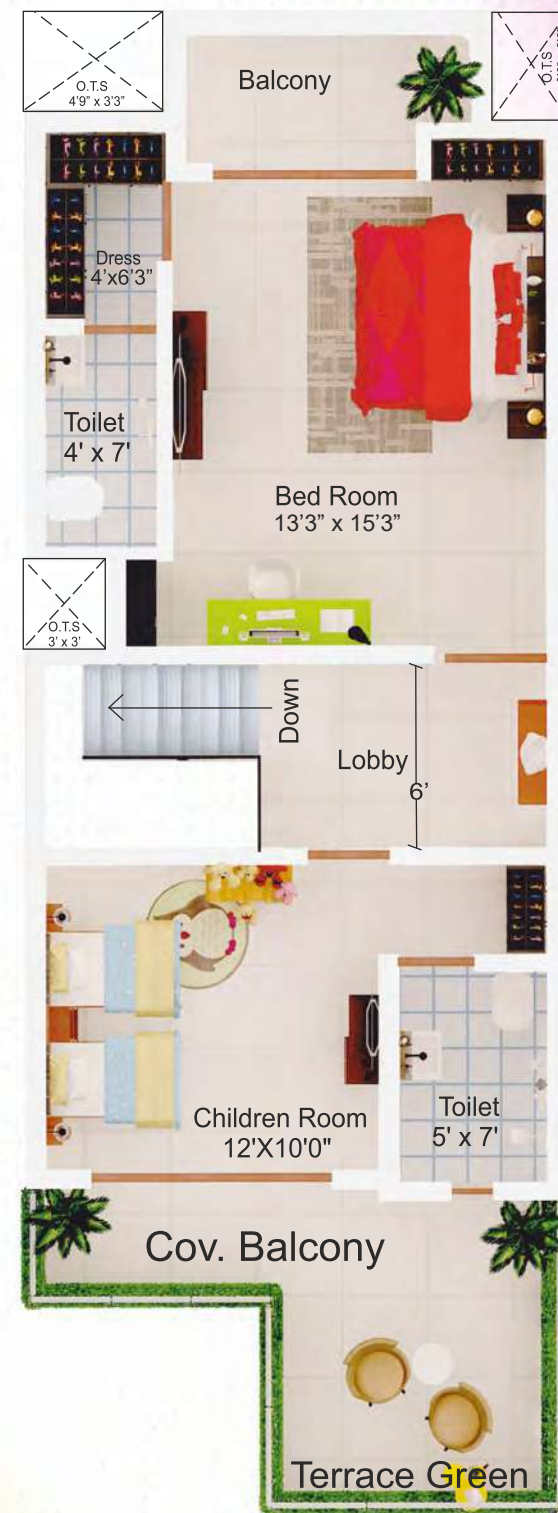 O.T.S
4'9" x 3'3"
Balcony
O.T.S
Dress
4'x6'3"
Toilet
4' x 7'
Bed Room
13'3" x 15'3"
O.T.S
3' x 3'
Down
Lobby
6'
Children Room
12'X10'0"
Toilet
5' x 7'
Cov. Balcony
Terrace Green